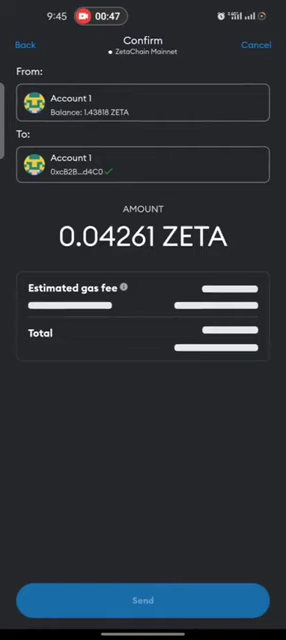 9:45 00:47
Back Confirm Cancel
ZetaChain Mainnet
From:
Account 1
Balance: 1.43818 ZETA
To:
Account 1
0xcB2B...d4C0
AMOUNT
0.04261 ZETA
Estimated gas fee
Total
Send